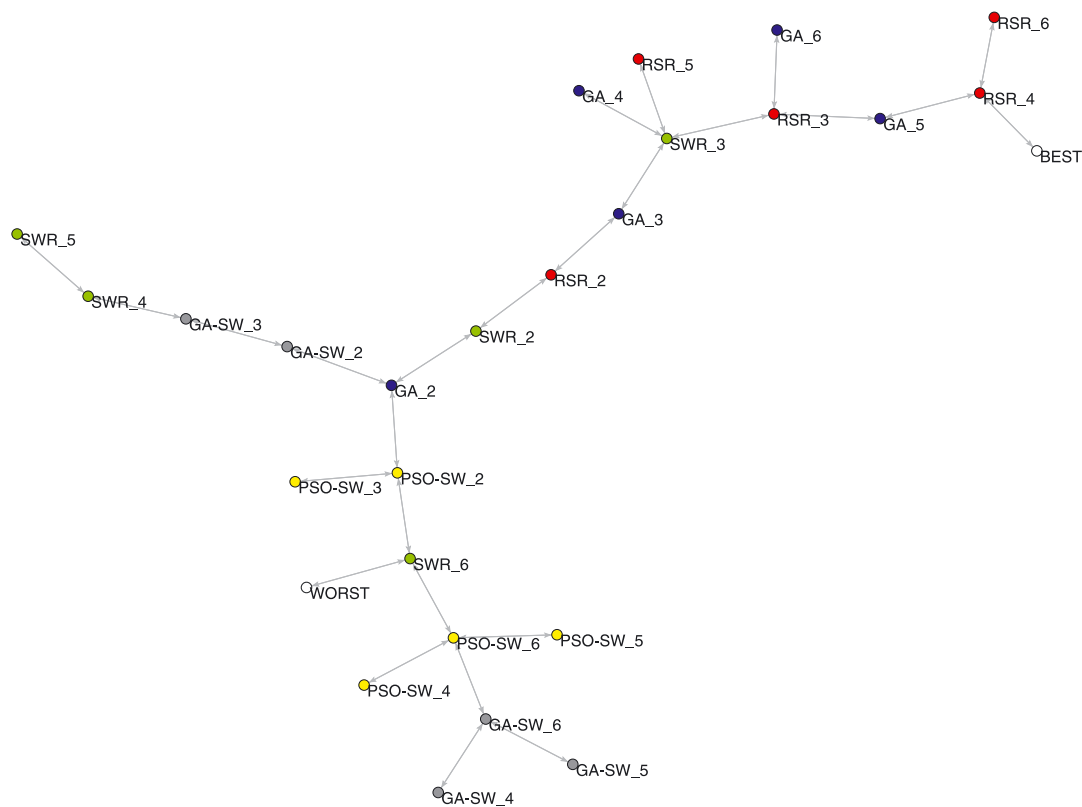 RSR_6
GA_6
RSR_5
GA_4
RSR_4
RSR_3
GA_5
SWR_3
BEST
GA_3
SWR_5
RSR_2
SWR_4
GA-SW_3
SWR_2
GA-SW_2
GA_2
PSO-SW_2
PSO-SW_3
SWR_6
WORST
PSO-SW_5
PSO-SW_6
PSO-SW_4
GA-SW_6
GA-SW_5
GA-SW_4